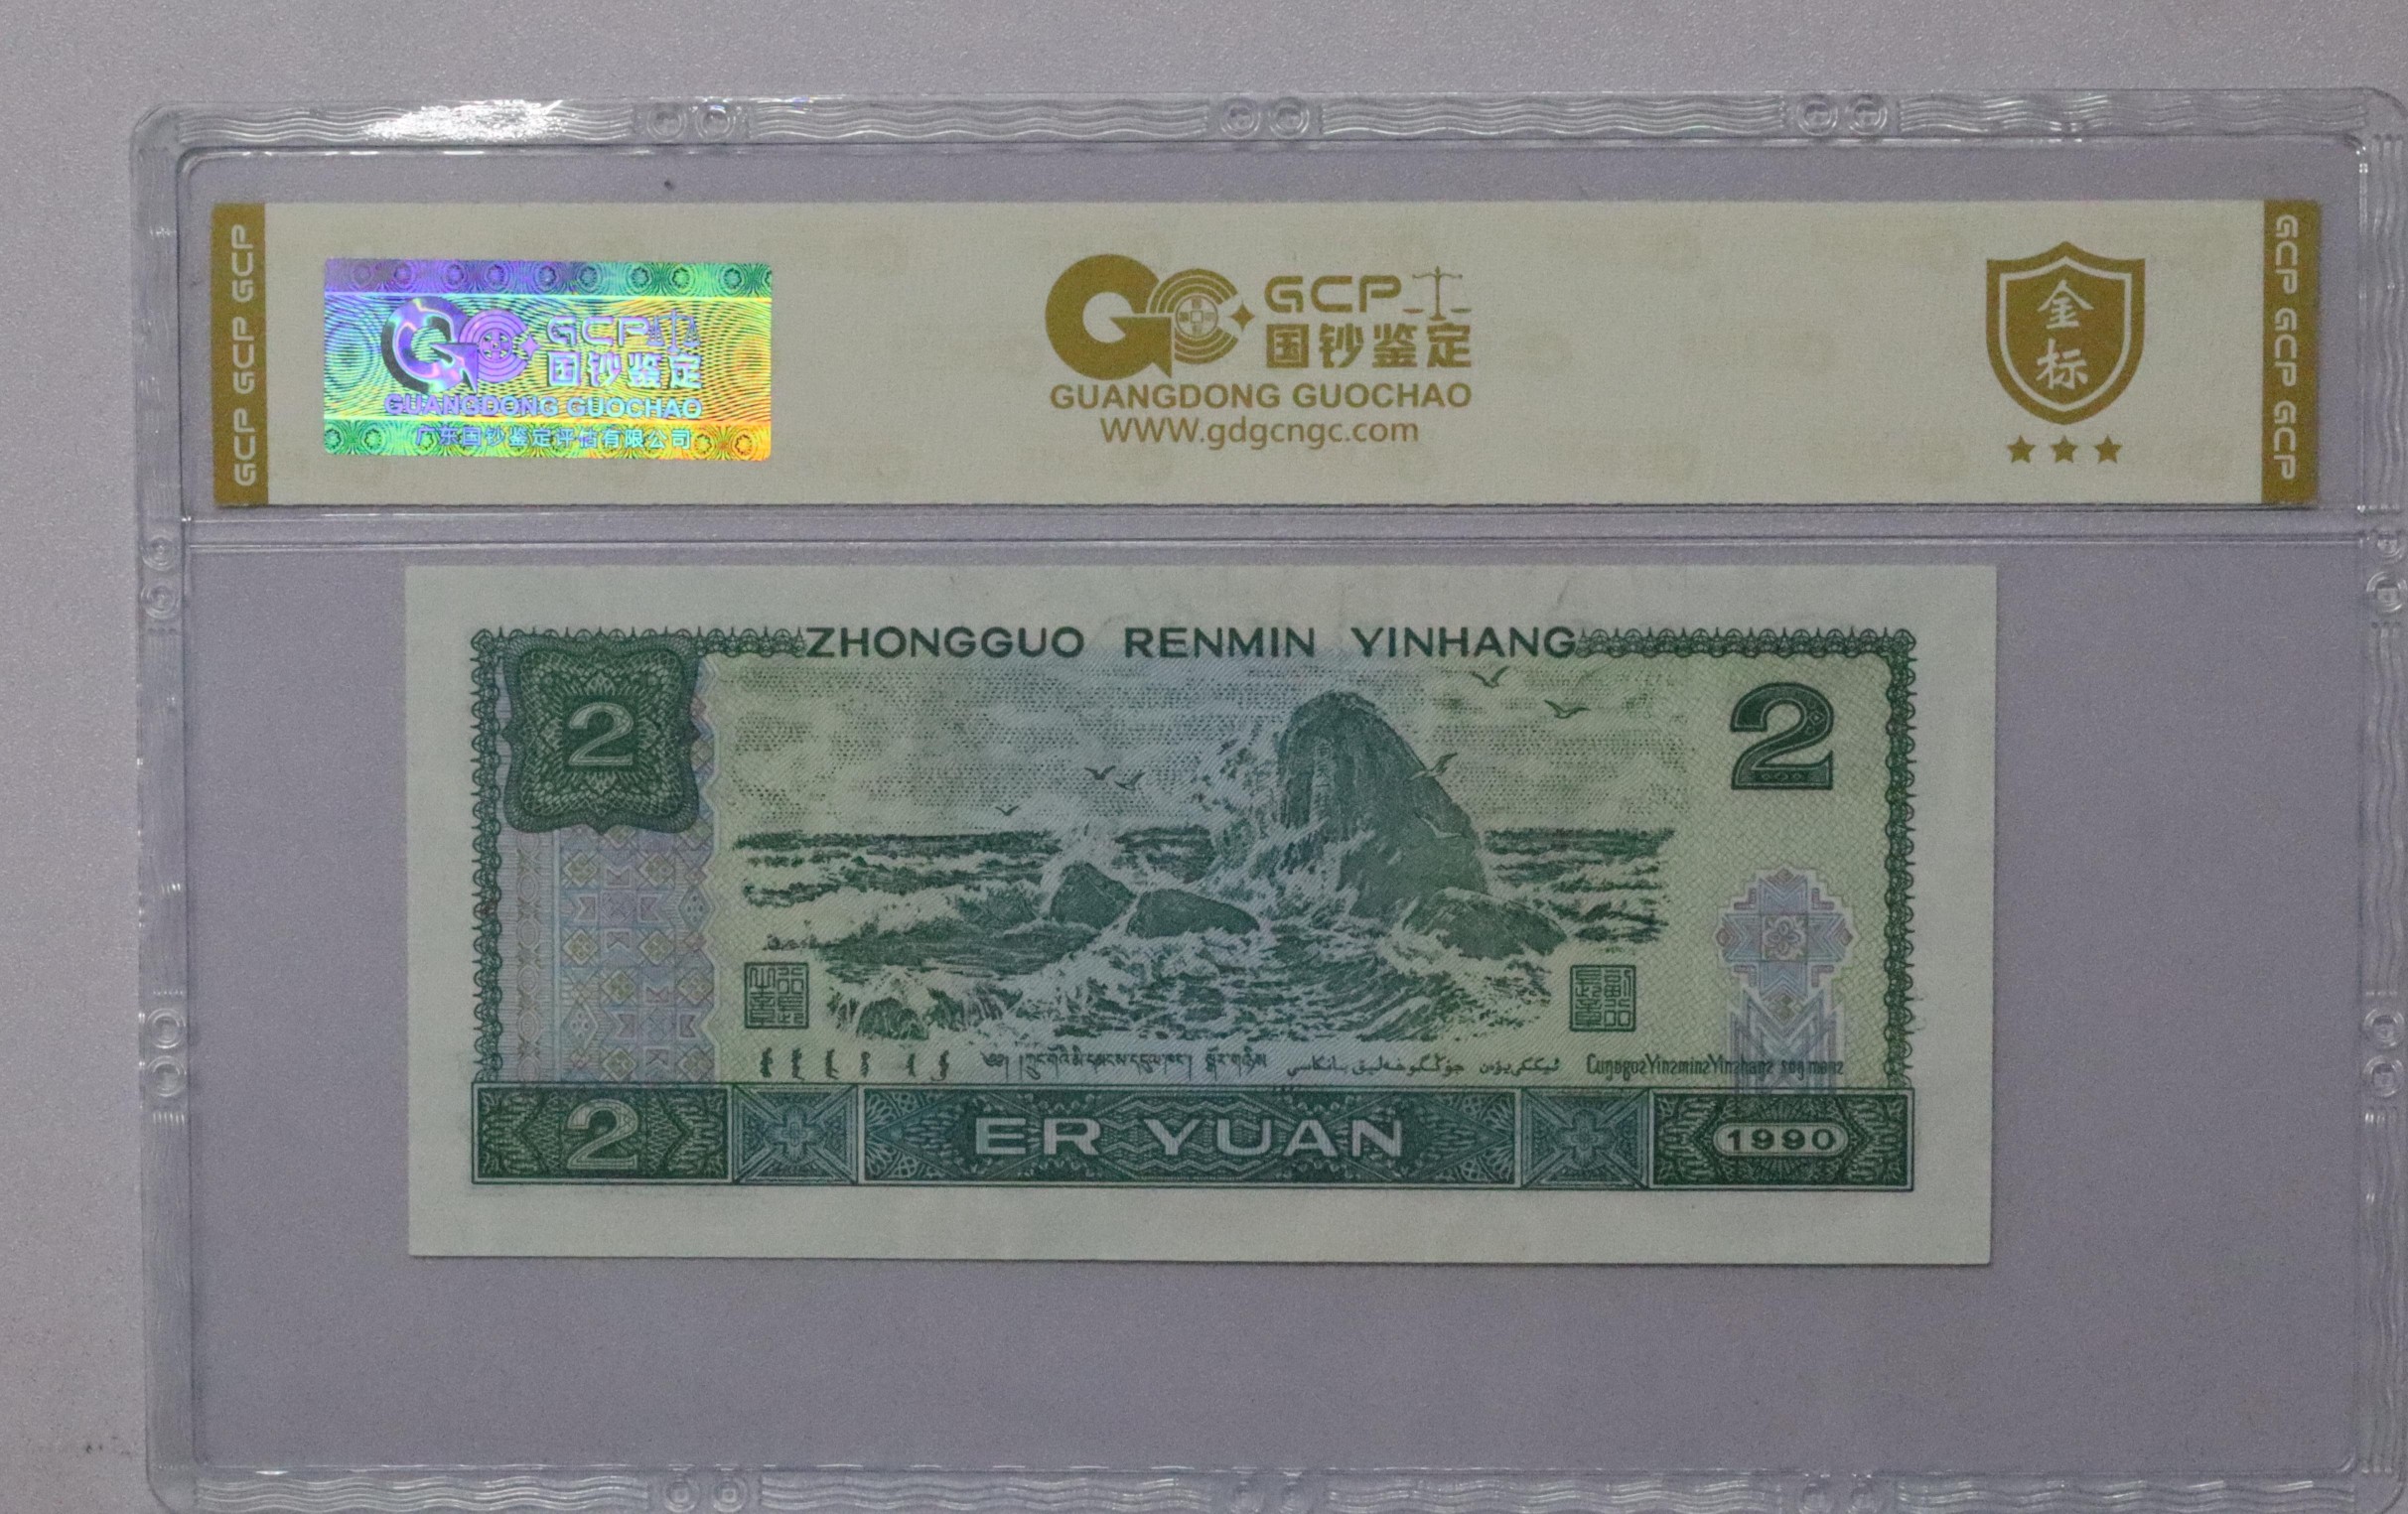 GCP GCP GCP
GCP
国钞鉴定
GUANGDONG GUOCHAO
广东国钞鉴定评估有限公司
GCP
国钞鉴定
GUANGDONG GUOCHAO
WWW.gdgcngc.com
金
标
GCP GCP GCP
ZHONGGUO RENMIN YINHANG
2
2
2
ER YUAN
1990